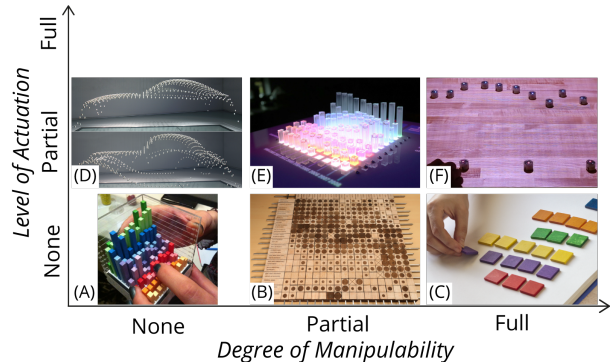 Level of Actuation
Full
Partial
None
(D)
(E)
(F)
(A)
(B)
(C)
None
Partial
Full
Degree of Manipulability